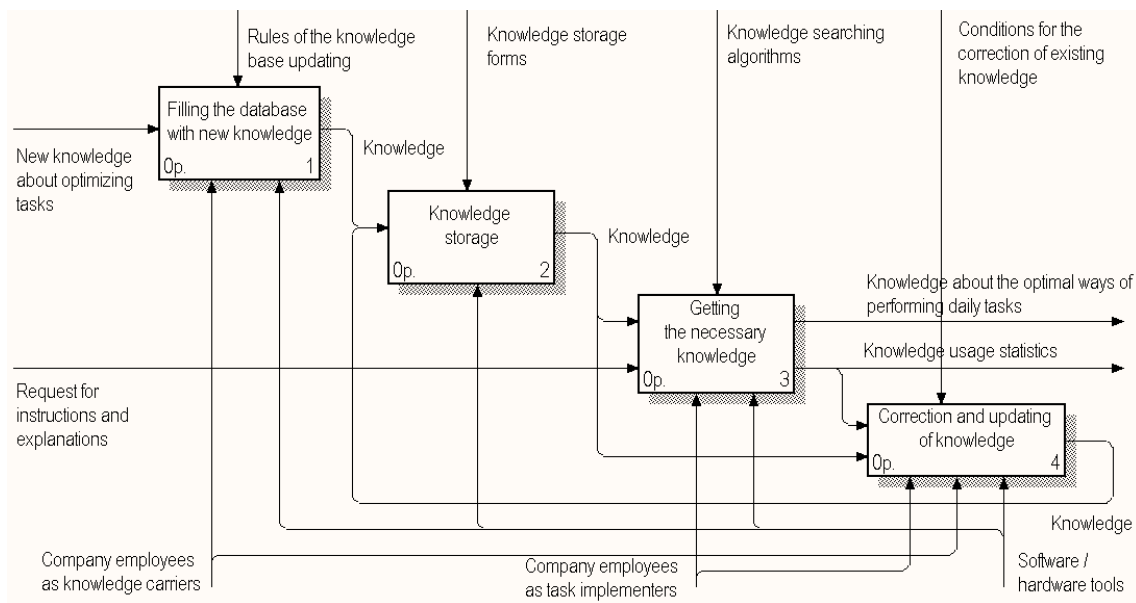 Rules of the knowledge
base updating
Knowledge storage
forms
Knowledge searching
algorithms
Conditions for the
correction of existing
knowledge
Filling the database
with new knowledge
0p. 1
New knowledge
about optimizing
tasks
Knowledge
Knowledge
storage
0p. 2
Knowledge
Getting
the necessary
knowledge
0p. 3
Knowledge about the optimal ways of
performing daily tasks
Knowledge usage statistics
Request for
instructions and
explanations
Correction and updating
of knowledge
0p. 4
Knowledge
Company employees
as knowledge carriers
Company employees
as task implementers
Software /
hardware tools